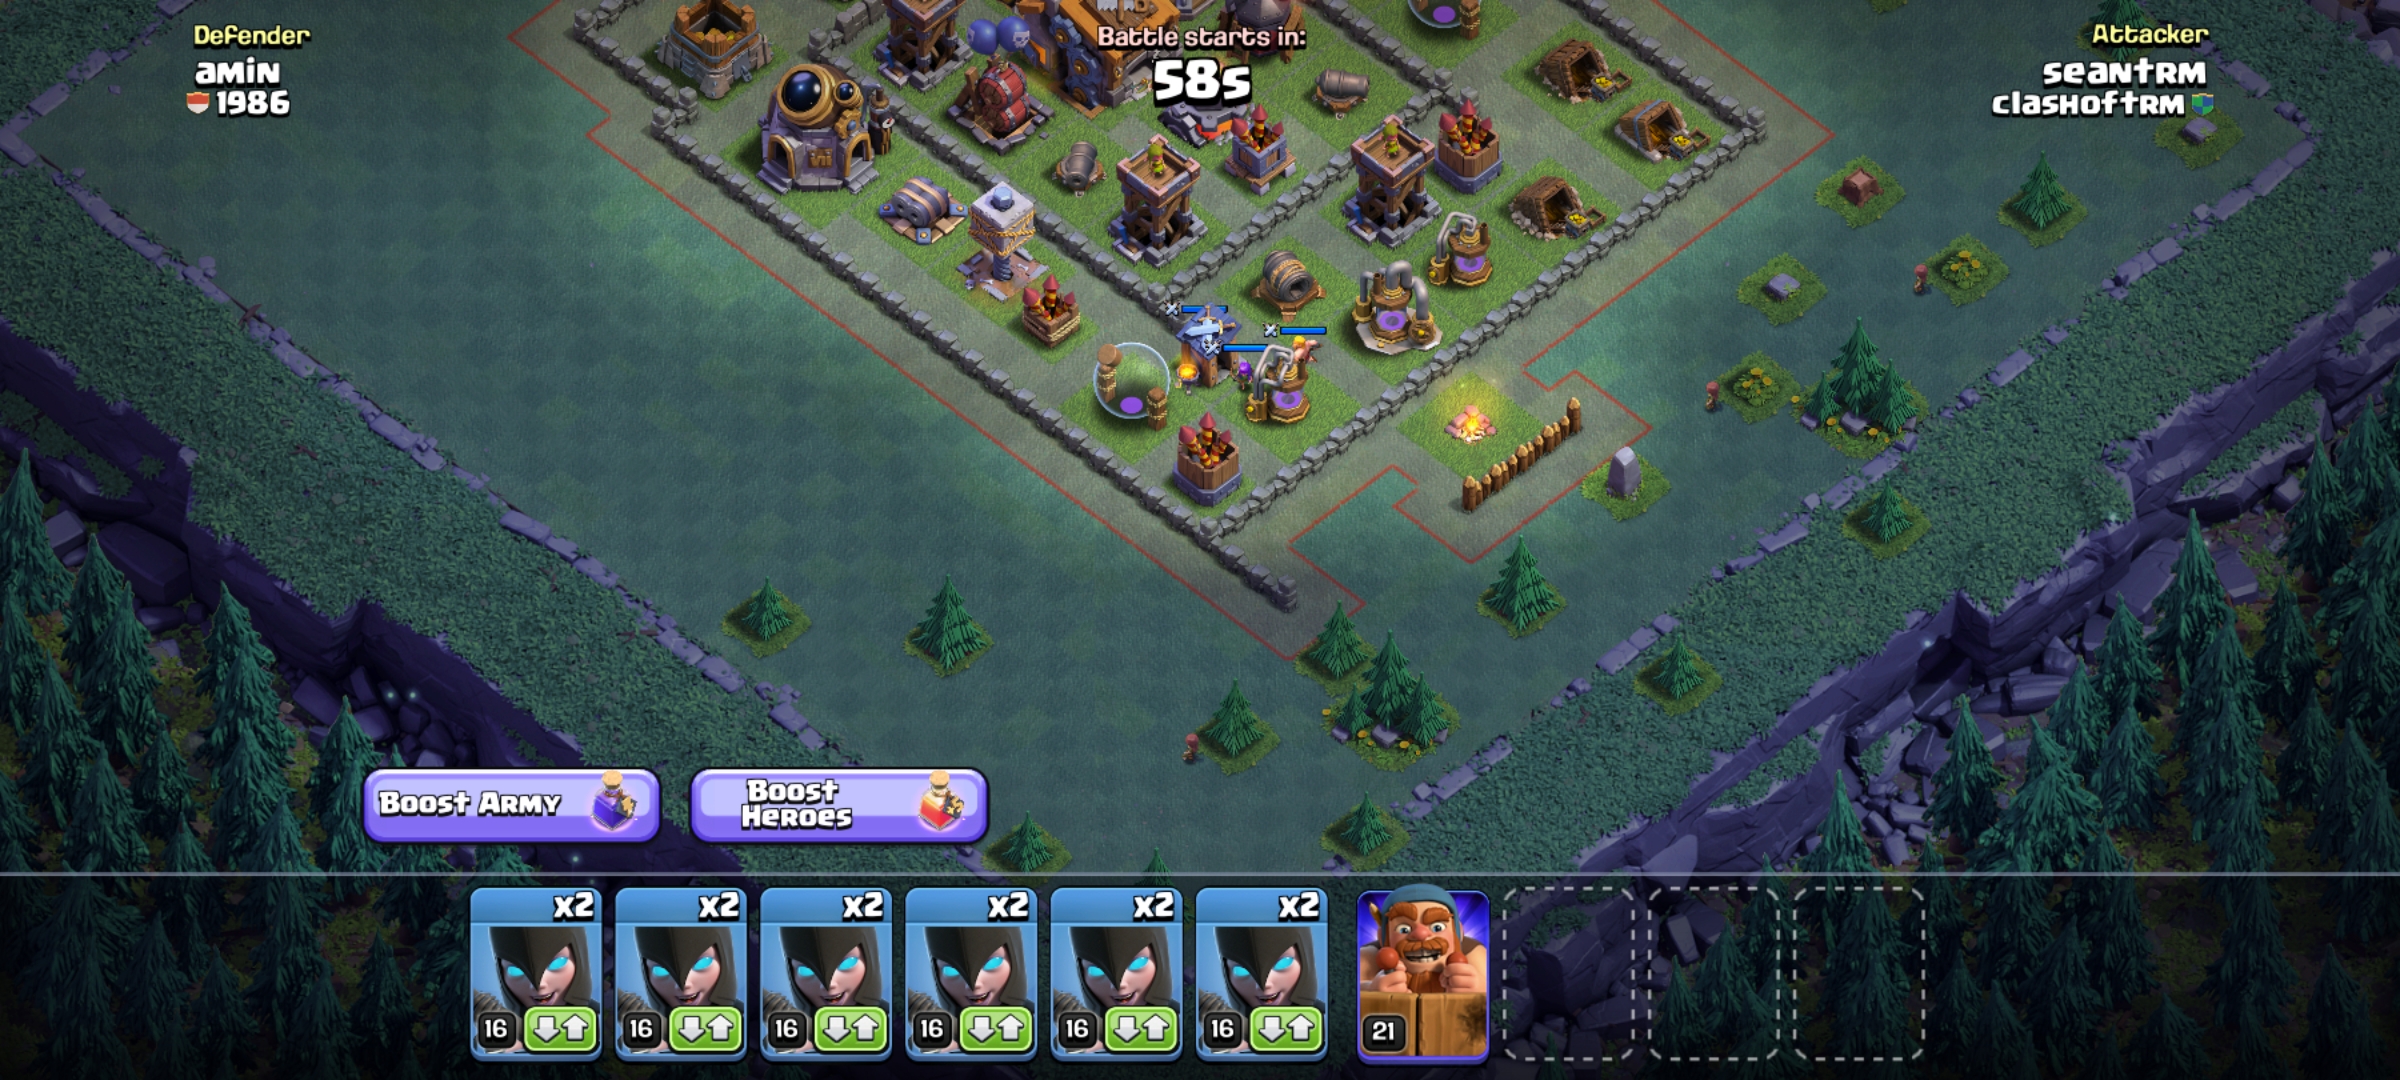 Defender
amin
1986
Battle starts in:
58s
Attacker
seantRM
clashoftRM
Boost Army
Boost Heroes
x2
x2
x2
x2
x2
x2
16
16
16
16
16
16
21